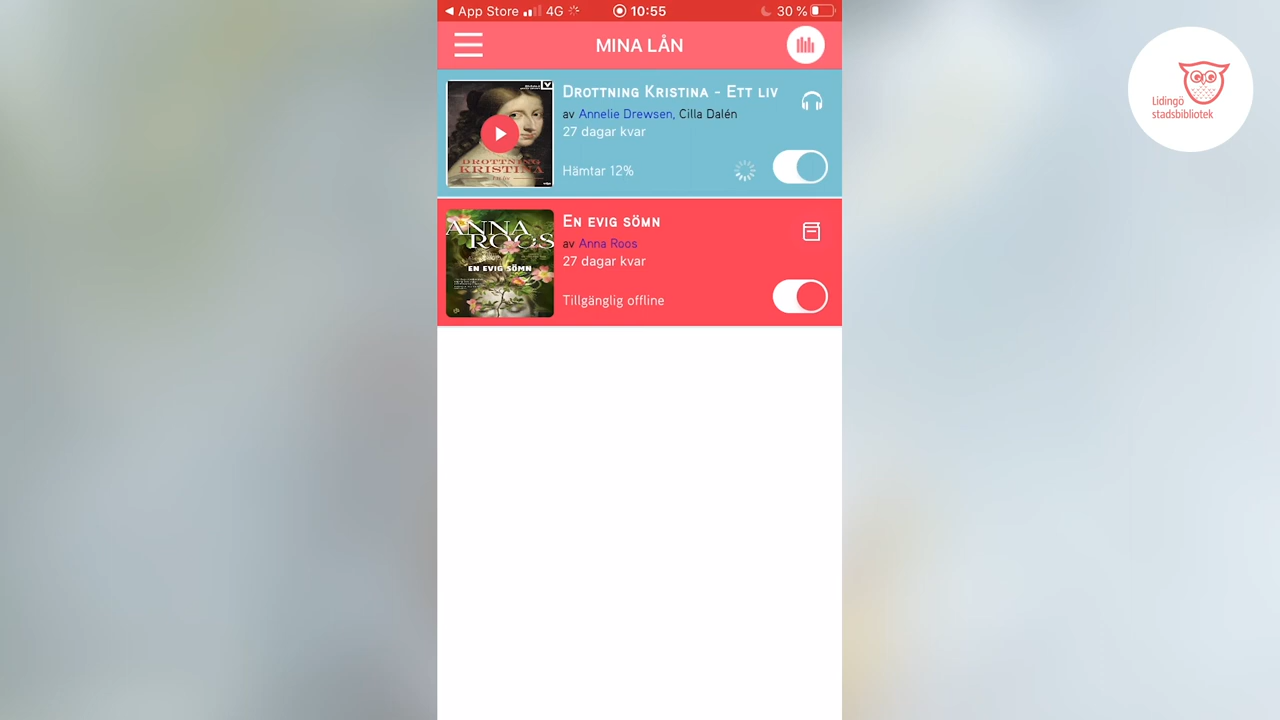 App Store 4G 10:55 30 %
MINA LÅN
Lidingö
stadsbibliotek
DROTTNING KRISTINA - ETT LIV
av Annelie Drewsen, Cilla Dalén
27 dagar kvar
Hämtar 12%
DROTTNING
KRISTINA
EN EVIG SÖMN
av Anna Roos
27 dagar kvar
Tillgänglig offline
ANNA
ROOS
EN EVIG SÖMN